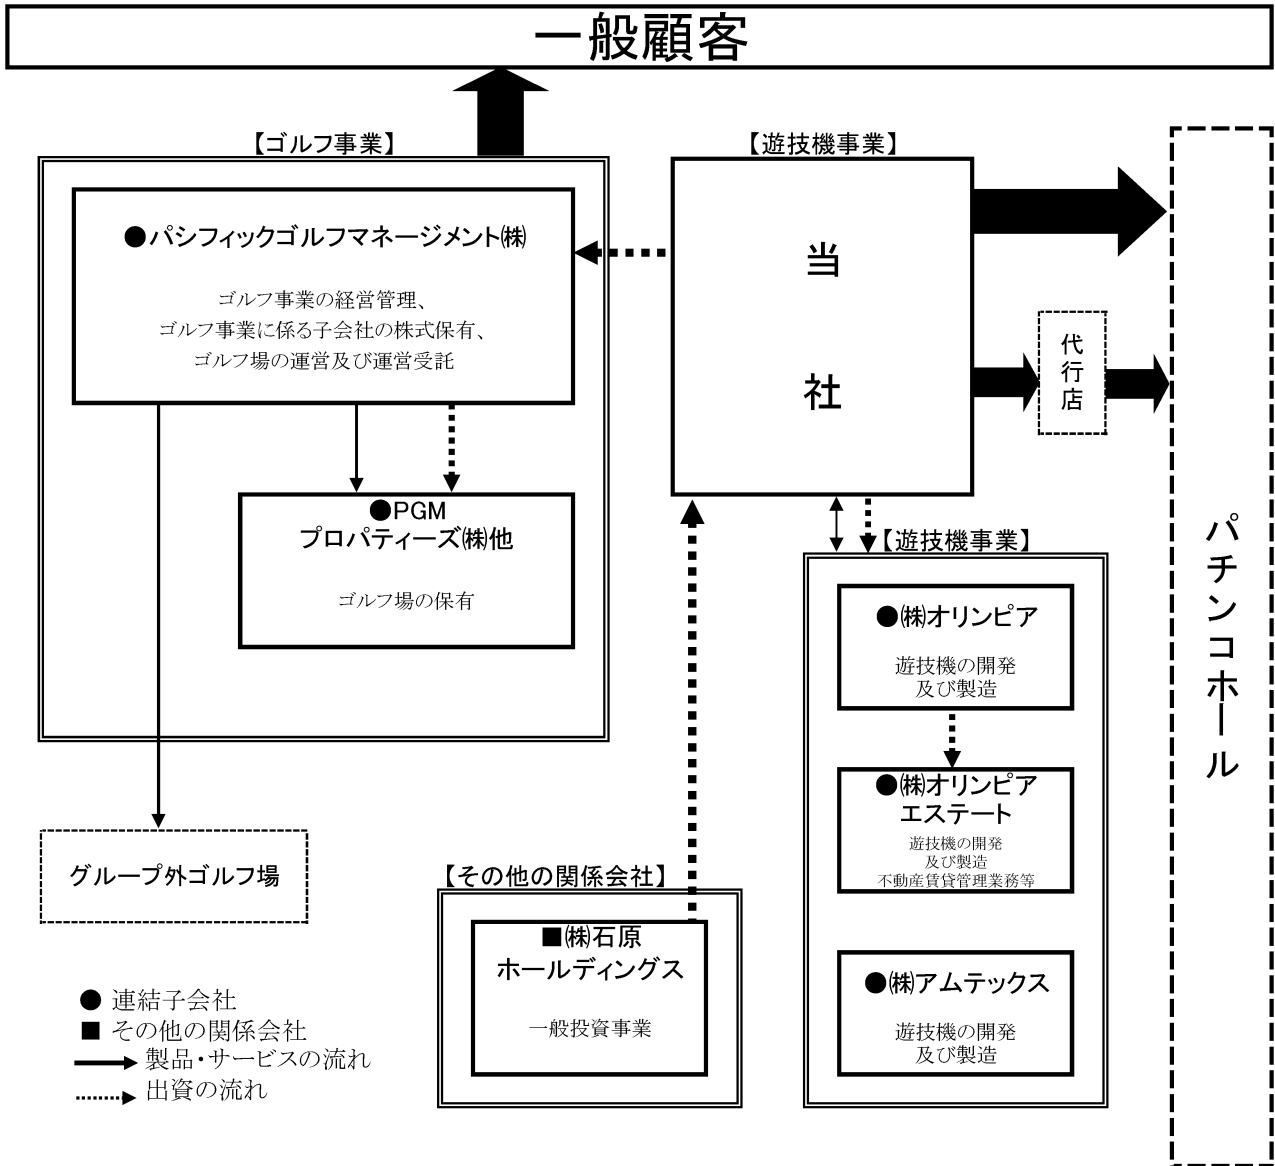 一般顧客
【ゴルフ事業】
●パシフィックゴルフマネージメント㈱
ゴルフ事業の経営管理、
ゴルフ事業に係る子会社の株式保有、
ゴルフ場の運営及び運営受託
●PGM
プロパティーズ㈱他
ゴルフ場の保有
グループ外ゴルフ場
【遊技機事業】
当
社
代
行
店
パチンコホール
【遊技機事業】
●㈱オリンピア
遊技機の開発
及び製造
●㈱オリンピア
エステート
遊技機の開発
及び製造
不動産賃貸管理業務等
●㈱アムテックス
遊技機の開発
及び製造
【その他の関係会社】
■㈱石原
ホールディングス
一般投資事業
● 連結子会社
■ その他の関係会社
製品・サービスの流れ
出資の流れ